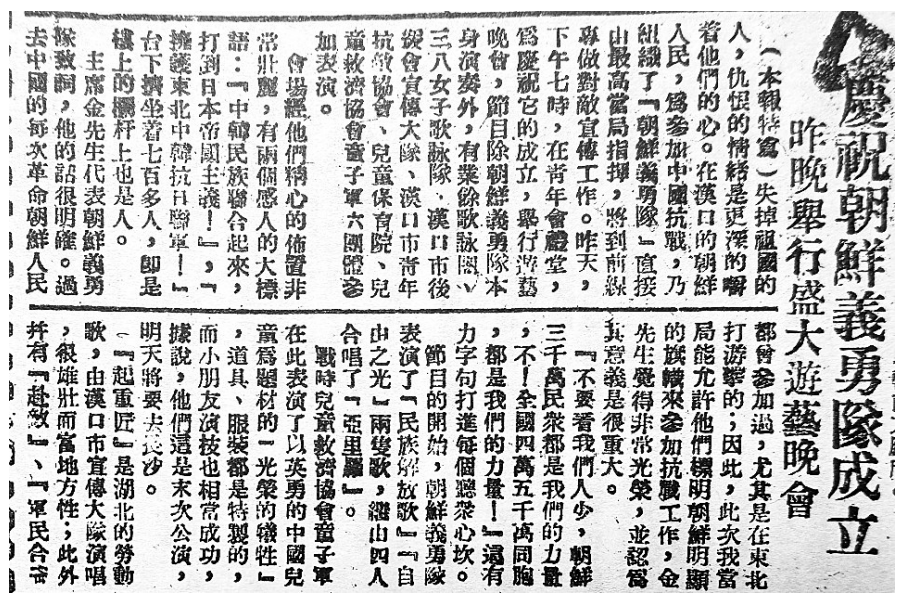 慶祝朝鮮義勇隊成立
昨晚舉行盛大遊藝晚會
(本報特寫)失掉祖國的
人,仇恨的情緒是更深的嚙
着他們的心。在漢口的朝鮮
人民,爲參加中國抗戰,乃
組織了『朝鮮義勇隊』直接
由最高當局指揮,將到前線
專做對敵宣傳工作。昨天,
下午七時,在青年會禮堂,
爲慶祝它的成立,舉行游藝
晚會,節目除朝鮮義勇隊本
身演奏外,有業餘歌詠團、
三八女子歌詠隊、漢口市後
援會宣傳大隊、漢口市青年
抗敵協會、兒童保育院、兒
童救濟協會童子軍六團體參
加表演。
會場經他們精心的佈置非
常壯麗,有兩個感人的大標
語:『中韓民族聯合起來,
打到日本帝國主義!』,『
擁護東北中韓抗日聯軍!』
台下擠坐着七百多人,即是
樓上的欄杆上也是人。
主席金先生代表朝鮮義勇
隊致詞,他的話很明確。過
去中國的每次革命朝鮮人民
都曾參加過,尤其是在東北
打游擊的;因此,此次我當
局能允許他們標明朝鮮明顯
的族幟來參加抗戰工作,金
先生覺得非常光榮,並認爲
其意義是很重大。
『不要看我們人少,朝鮮
三千萬民衆都是我們的力量
,不!全國四萬五千萬同胞
,都是我們的力量!』這有
力字句打進每個聽衆心坎。
節目的開始,朝鮮義勇隊
表演了『民族解放歌』『自
由之光』兩隻歌,繼由四人
合唱了『亞里羅』。
戰時兒童救濟協會童子軍
在此表演了以英勇的中國兒
童爲題材的『光榮的犧牲』
,道具、服裝都是特製的,
而小朋友演技也相當成功,
據說,他們這是末次公演,
明天將要去長沙。
『起重匠』是湖北的勞動
歌,由漢口市宣傳大隊演唱
,很雄壯而富地方性;此外
并有『赴敵』、『軍民合